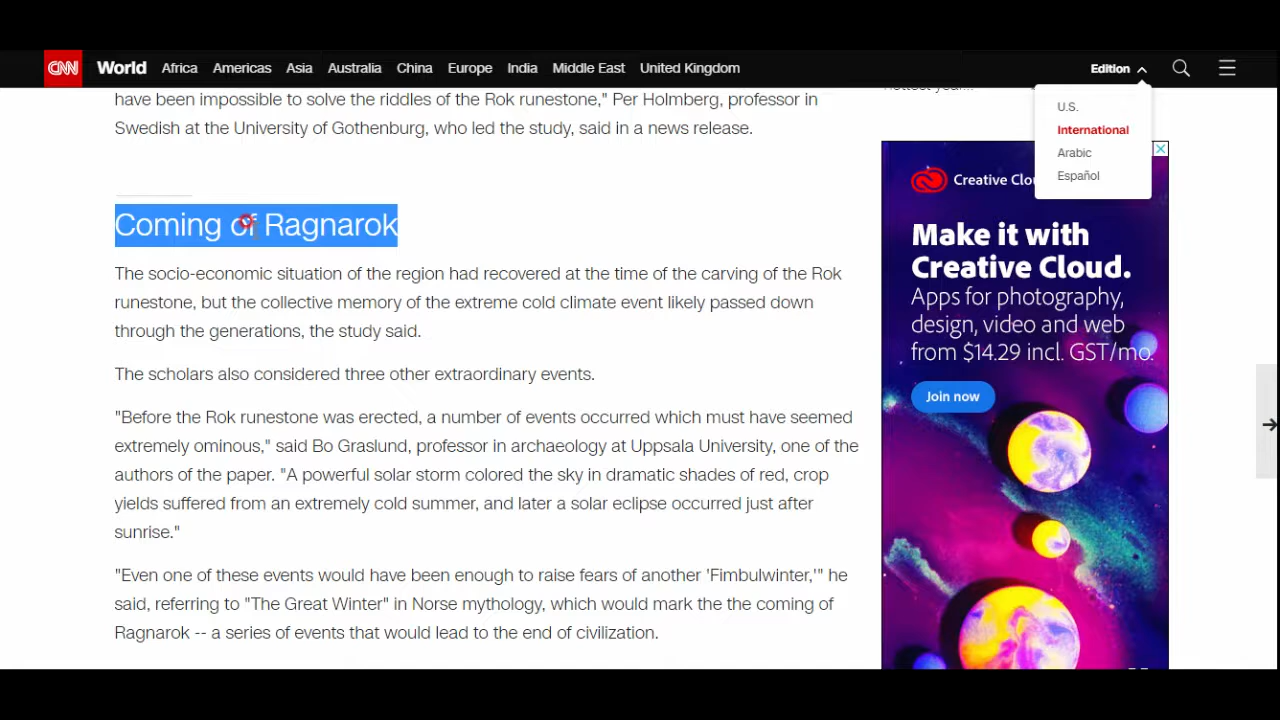 CNN World Africa Americas Asia Australia China Europe India Middle East United Kingdom Edition
U.S.
International
Arabic
Español
have been impossible to solve the riddles of the Rok runestone," Per Holmberg, professor in
Swedish at the University of Gothenburg, who led the study, said in a news release.
Coming of Ragnarok
The socio-economic situation of the region had recovered at the time of the carving of the Rok
runestone, but the collective memory of the extreme cold climate event likely passed down
through the generations, the study said.
The scholars also considered three other extraordinary events.
"Before the Rok runestone was erected, a number of events occurred which must have seemed
extremely ominous," said Bo Graslund, professor in archaeology at Uppsala University, one of the
authors of the paper. "A powerful solar storm colored the sky in dramatic shades of red, crop
yields suffered from an extremely cold summer, and later a solar eclipse occurred just after
sunrise."
"Even one of these events would have been enough to raise fears of another 'Fimbulwinter,'" he
said, referring to "The Great Winter" in Norse mythology, which would mark the the coming of
Ragnarok -- a series of events that would lead to the end of civilization.
Creative Clou
Make it with
Creative Cloud.
Apps for photography,
design, video and web
from $14.29 incl. GST/mo.
Join now